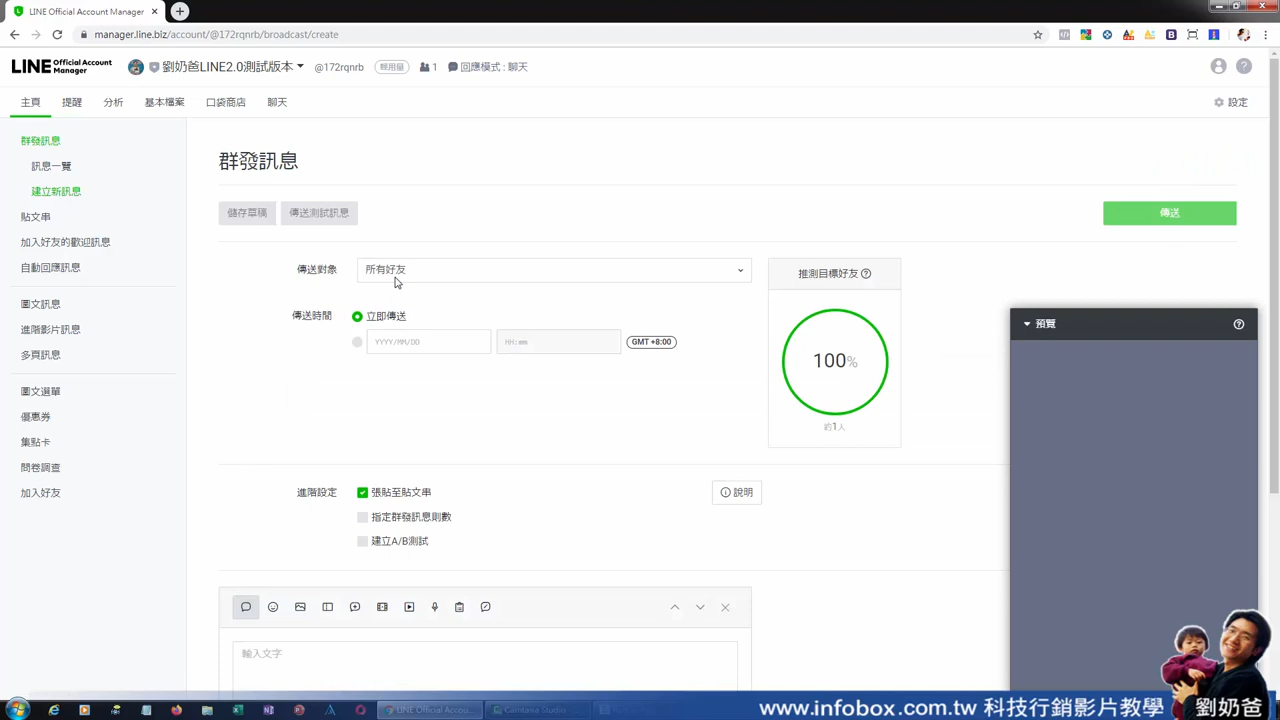 LINE Official Account Manager
manager.line.biz/account/@172rqnrb/broadcast/create
LINE Official Account Manager
劉奶爸LINE2.0測試版本
@172rqnrb
輕用量
1
回應模式 : 聊天
主頁
提醒
分析
基本檔案
口袋商店
聊天
設定
群發訊息
訊息一覽
建立新訊息
貼文串
加入好友的歡迎訊息
自動回應訊息
圖文訊息
進階影片訊息
多頁訊息
圖文選單
優惠券
集點卡
問卷調查
加入好友
群發訊息
儲存草稿
傳送測試訊息
傳送
傳送對象
所有好友
推測目標好友
傳送時間
立即傳送
YYYY/MM/DD
HH:mm
GMT +8:00
100%
約1人
預覽
進階設定
張貼至貼文串
說明
指定群發訊息則數
建立A/B測試
輸入文字
LINE Official Accou...
Camtasia Studio
www.infobox.com.tw 科技行銷影片教學
劉奶爸